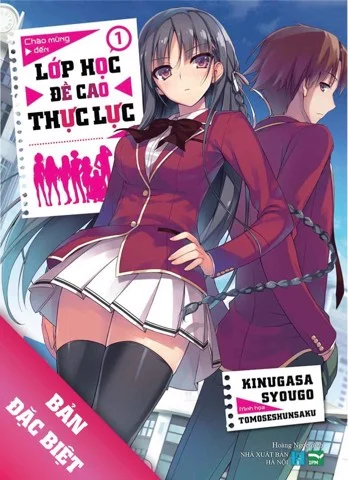 Chào mừng
đến
1
LỚP HỌC
ĐỀ CAO
THỰC LỰC
KINUGASA
SYOUGO
Minh họa
TOMOSESHUNSAKU
BẢN
ĐẶC BIỆT
NHÀ XUẤT BẢN
HÀ NỘI
IPM